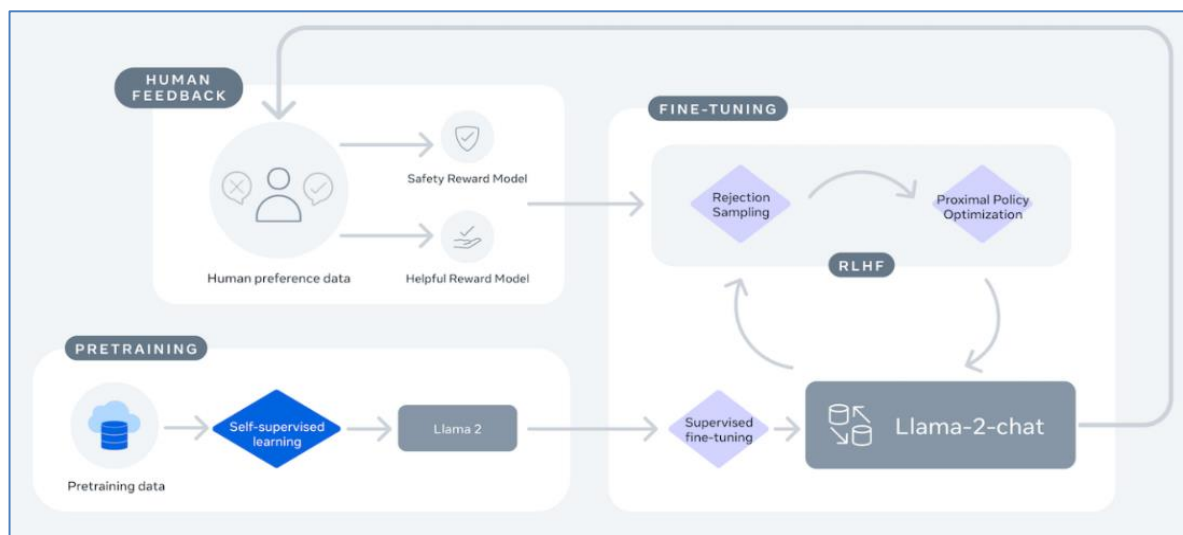 HUMAN
FEEDBACK
Safety Reward Model
Human preference data
Helpful Reward Model
FINE-TUNING
Rejection
Sampling
Proximal Policy
Optimization
RLHF
PRETRAINING
Pretraining data
Self-supervised
learning
Llama 2
Supervised
fine-tuning
Llama-2-chat